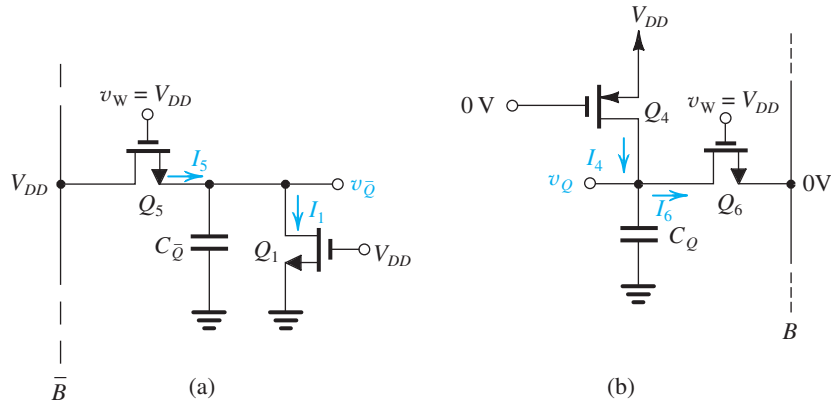 v_W = V_DD
V_DD
I_5
Q_5
v_Q̄
I_1
C_Q̄
Q_1
V_DD
B̄
(a)
V_DD
0 V
Q_4
v_W = V_DD
I_4
v_Q
I_6
Q_6
0V
C_Q
B
(b)